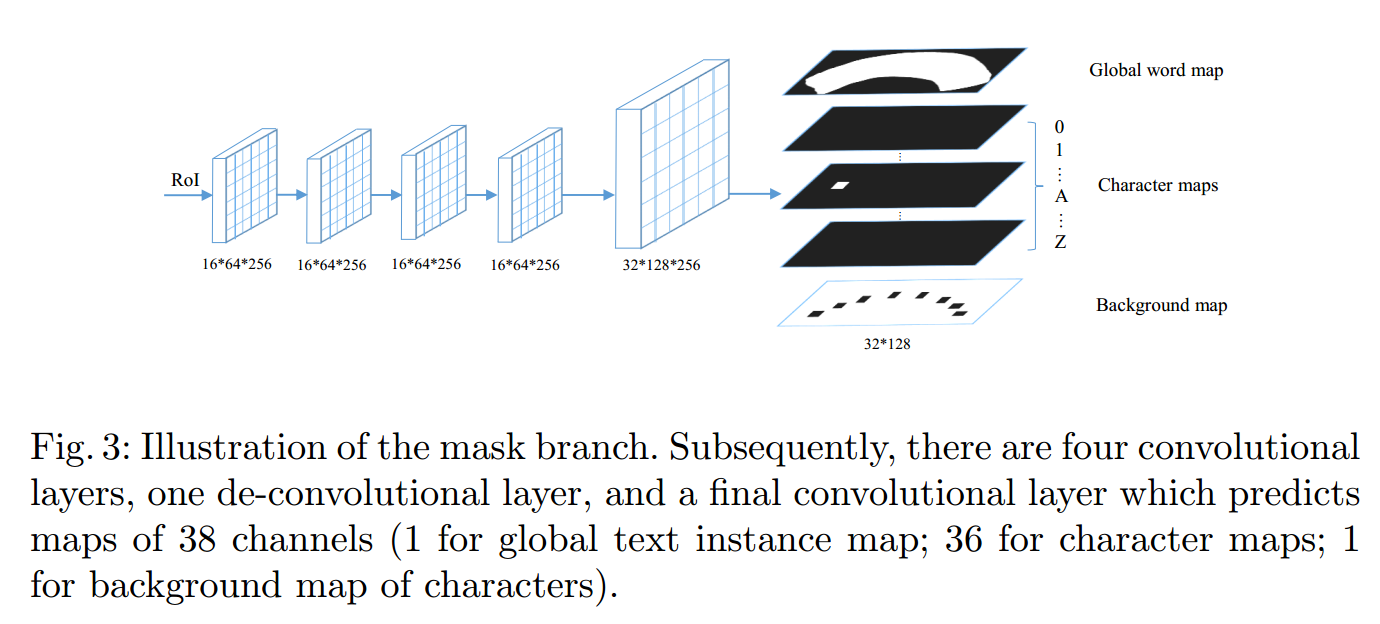 Global word map
RoI
0
1
⋮
A
⋮
Z
Character maps
16*64*256
16*64*256
16*64*256
16*64*256
32*128*256
Background map
32*128
Fig. 3: Illustration of the mask branch. Subsequently, there are four convolutional
layers, one de-convolutional layer, and a final convolutional layer which predicts
maps of 38 channels (1 for global text instance map; 36 for character maps; 1
for background map of characters).